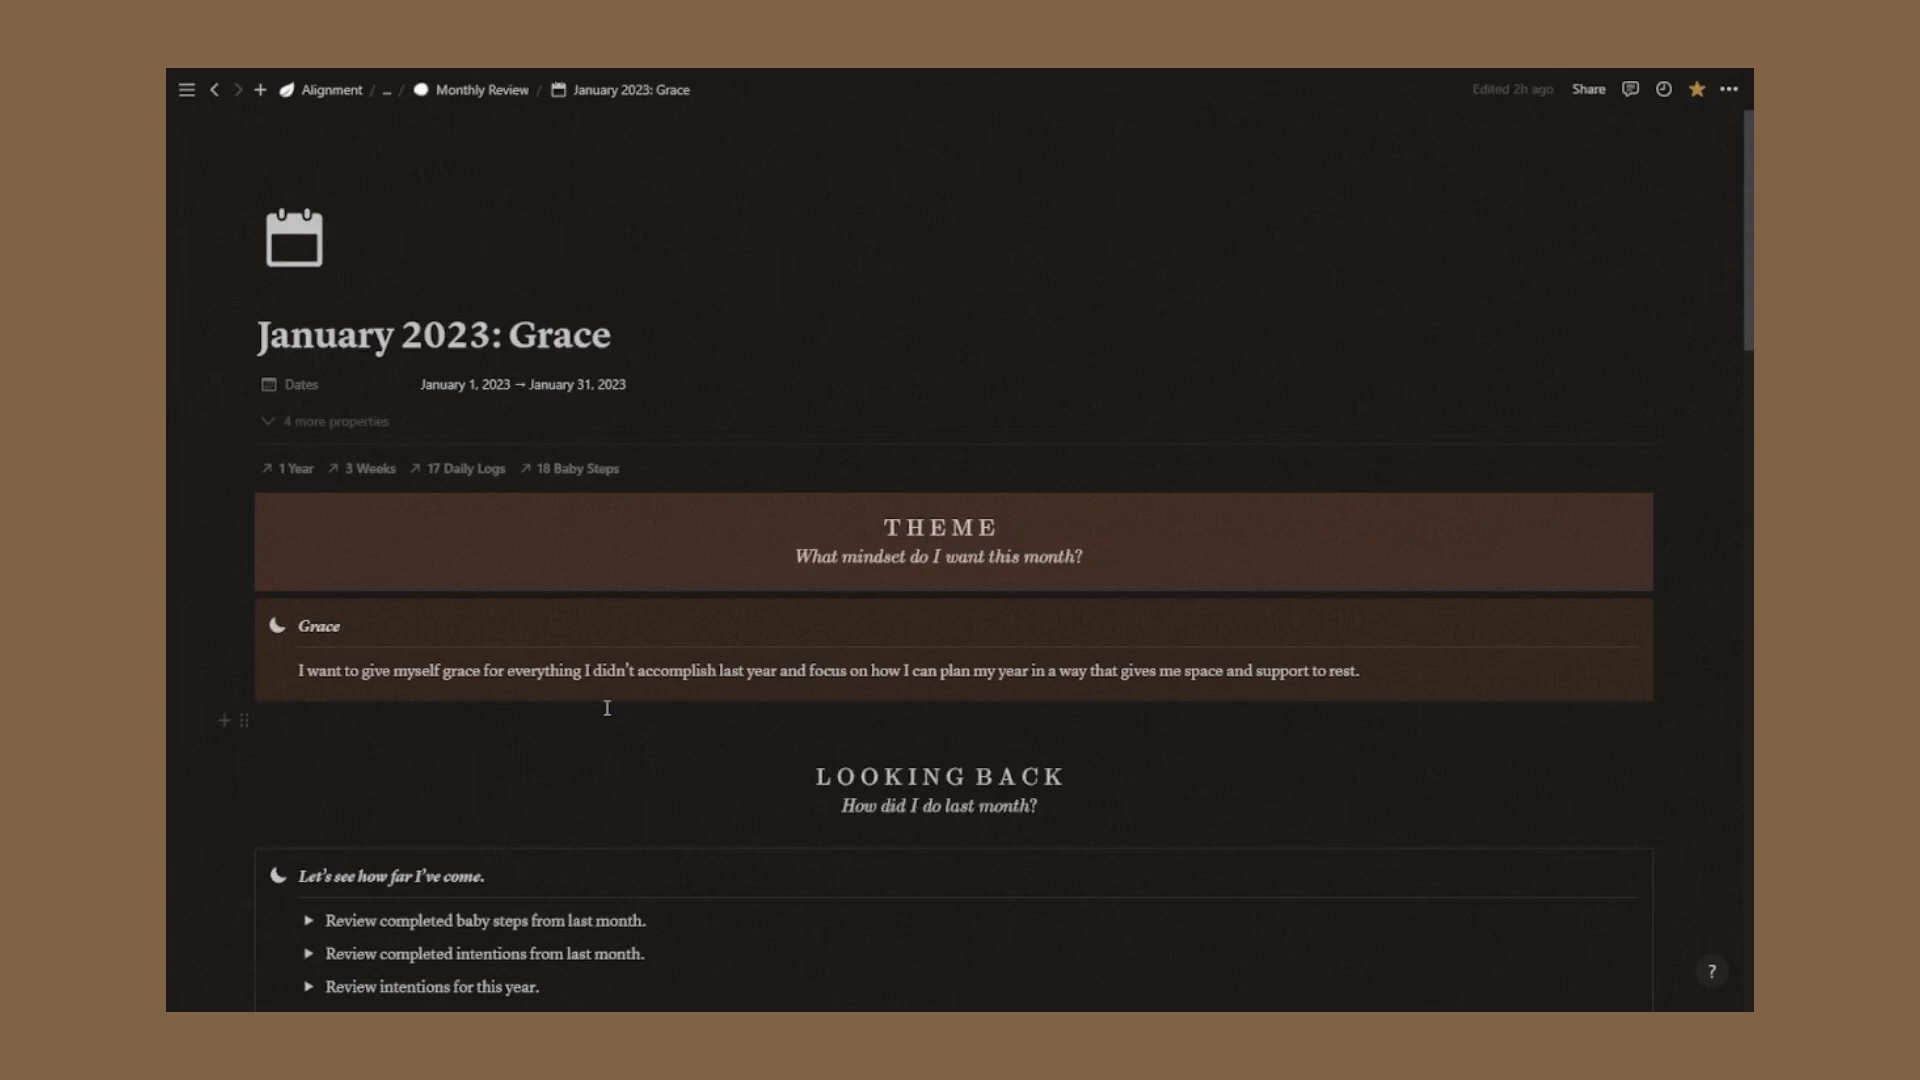 Alignment / ... / Monthly Review / January 2023: Grace
Edited 2h ago Share
January 2023: Grace
Dates January 1, 2023 → January 31, 2023
4 more properties
↗ 1 Year ↗ 3 Weeks ↗ 17 Daily Logs ↗ 18 Baby Steps
THEME
What mindset do I want this month?
Grace
I want to give myself grace for everything I didn't accomplish last year and focus on how I can plan my year in a way that gives me space and support to rest.
LOOKING BACK
How did I do last month?
Let's see how far I've come.
Review completed baby steps from last month.
Review completed intentions from last month.
Review intentions for this year.
?